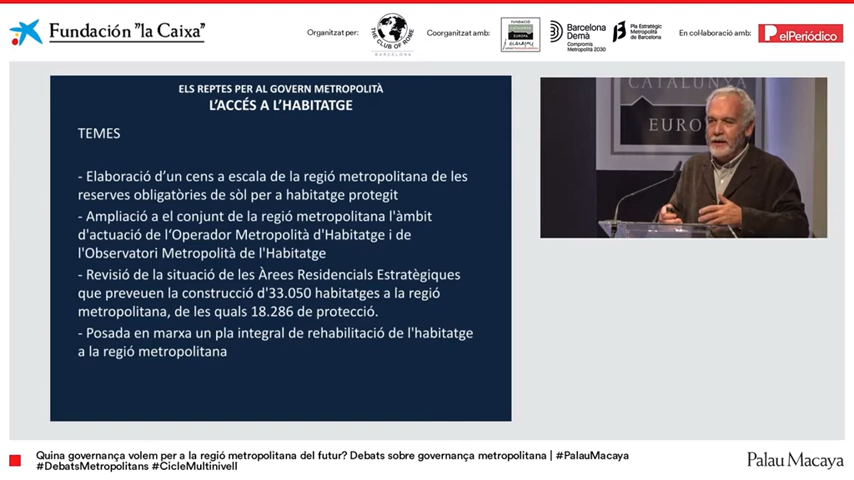 Fundación "la Caixa"
Organitzat per:
THE CLUB OF ROME
BARCELONA
Coorganitzat amb:
FUNDACIÓ
CATALUNYA
EUROPA
Barcelona
Demà
Compromís
Metropolità 2030
Pla Estratègic
Metropolità
de Barcelona
En col·laboració amb:
elPeriódico
ELS REPTES PER AL GOVERN METROPOLITÀ
L'ACCÉS A L'HABITATGE
TEMES
- Elaboració d'un cens a escala de la regió metropolitana de les
reserves obligatòries de sòl per a habitatge protegit
- Ampliació a el conjunt de la regió metropolitana l'àmbit
d'actuació de l'Operador Metropolità d'Habitatge i de
l'Observatori Metropolità de l'Habitatge
- Revisió de la situació de les Àrees Residencials Estratègiques
que preveuen la construcció d'33.050 habitatges a la regió
metropolitana, de les quals 18.286 de protecció.
- Posada en marxa un pla integral de rehabilitació de l'habitatge
a la regió metropolitana
CATALUNYA
EURO
Quina governança volem per a la regió metropolitana del futur? Debats sobre governança metropolitana | #PalauMacaya
#DebatsMetropolitans #CicleMultinivell
Palau Macaya